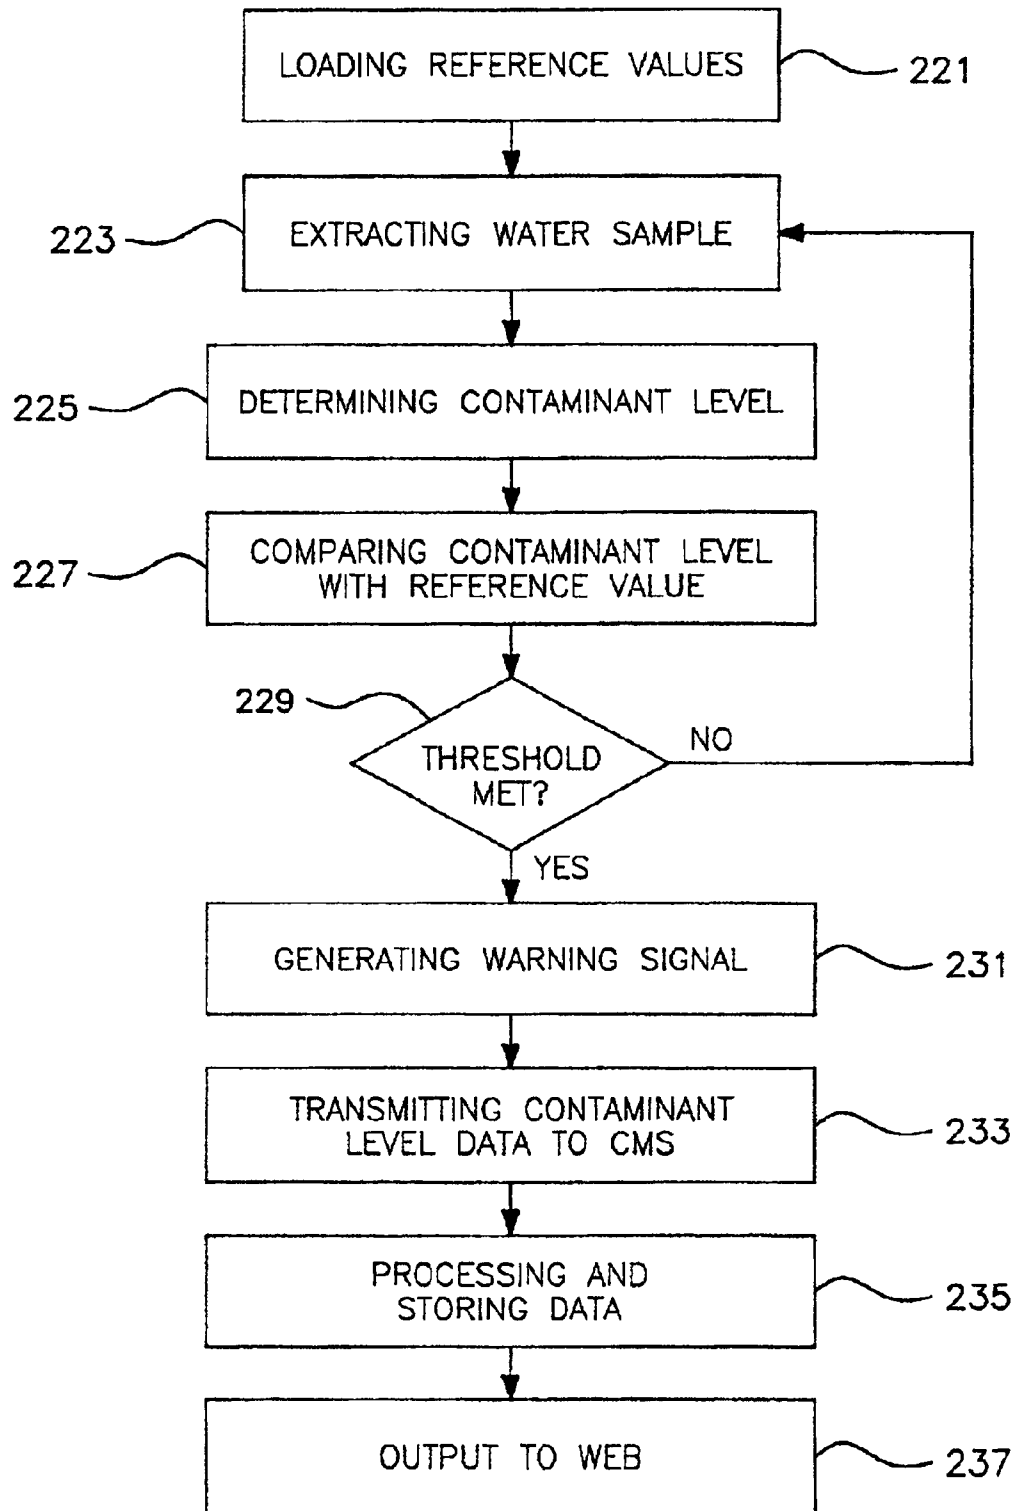 LOADING REFERENCE VALUES
221
223
EXTRACTING WATER SAMPLE
225
DETERMINING CONTAMINANT LEVEL
227
COMPARING CONTAMINANT LEVEL
WITH REFERENCE VALUE
229
THRESHOLD
MET?
NO
YES
GENERATING WARNING SIGNAL
231
TRANSMITTING CONTAMINANT
LEVEL DATA TO CMS
233
PROCESSING AND
STORING DATA
235
OUTPUT TO WEB
237